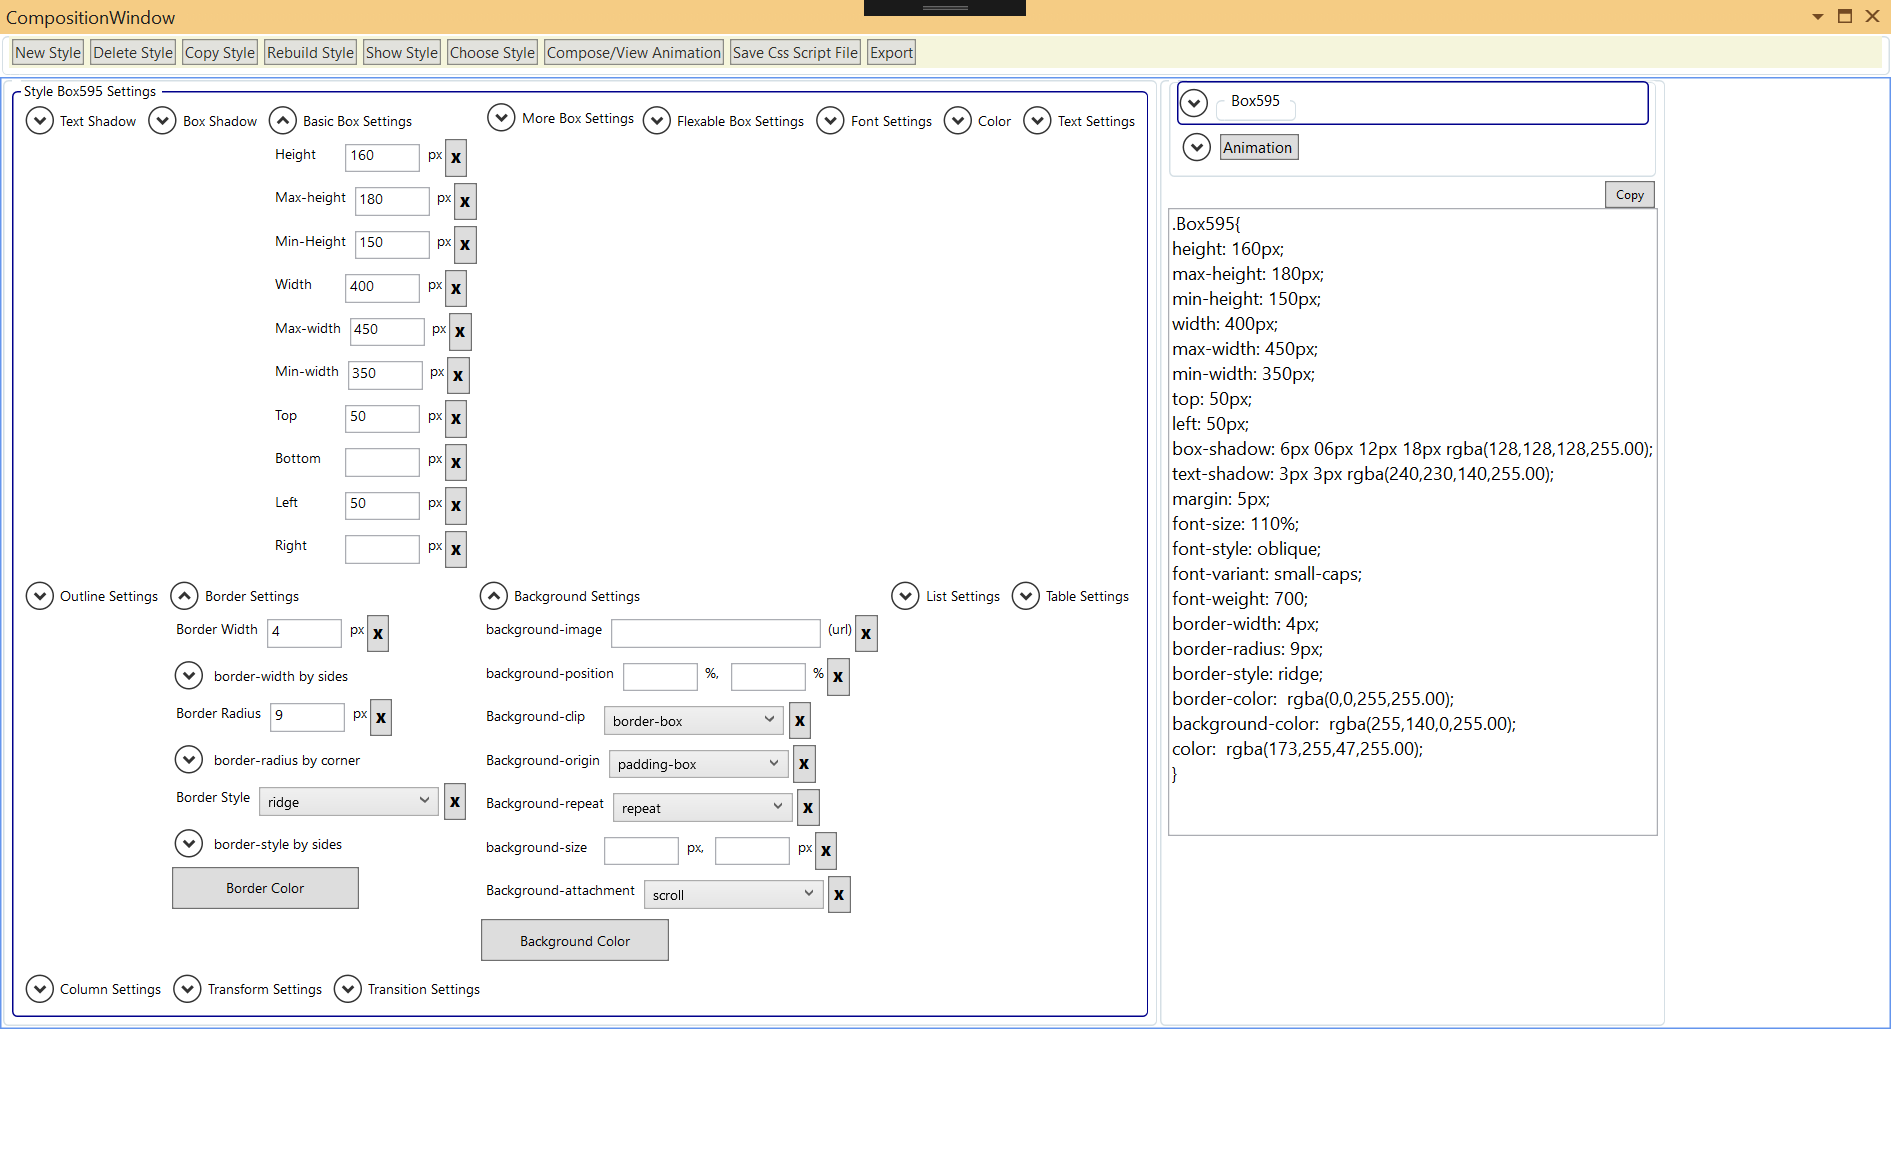 CompositionWindow
New Style Delete Style Copy Style Rebuild Style Show Style Choose Style Compose/View Animation Save Css Script File Export
Style Box595 Settings
Text Shadow Box Shadow Basic Box Settings More Box Settings Flexable Box Settings Font Settings Color Text Settings
Height 160 px x
Max-height 180 px x
Min-Height 150 px x
Width 400 px x
Max-width 450 px x
Min-width 350 px x
Top 50 px x
Bottom px x
Left 50 px x
Right px x
Outline Settings Border Settings Background Settings List Settings Table Settings
Border Width 4 px x
border-width by sides
Border Radius 9 px x
border-radius by corner
Border Style ridge x
border-style by sides
Border Color
background-image (url) x
background-position %, % x
Background-clip border-box x
Background-origin padding-box x
Background-repeat repeat x
background-size px, px x
Background-attachment scroll x
Background Color
Column Settings Transform Settings Transition Settings
Box595
Animation
Copy
.Box595{
height: 160px;
max-height: 180px;
min-height: 150px;
width: 400px;
max-width: 450px;
min-width: 350px;
top: 50px;
left: 50px;
box-shadow: 6px 06px 12px 18px rgba(128,128,128,255.00);
text-shadow: 3px 3px rgba(240,230,140,255.00);
margin: 5px;
font-size: 110%;
font-style: oblique;
font-variant: small-caps;
font-weight: 700;
border-width: 4px;
border-radius: 9px;
border-style: ridge;
border-color:  rgba(0,0,255,255.00);
background-color:  rgba(255,140,0,255.00);
color:  rgba(173,255,47,255.00);
}